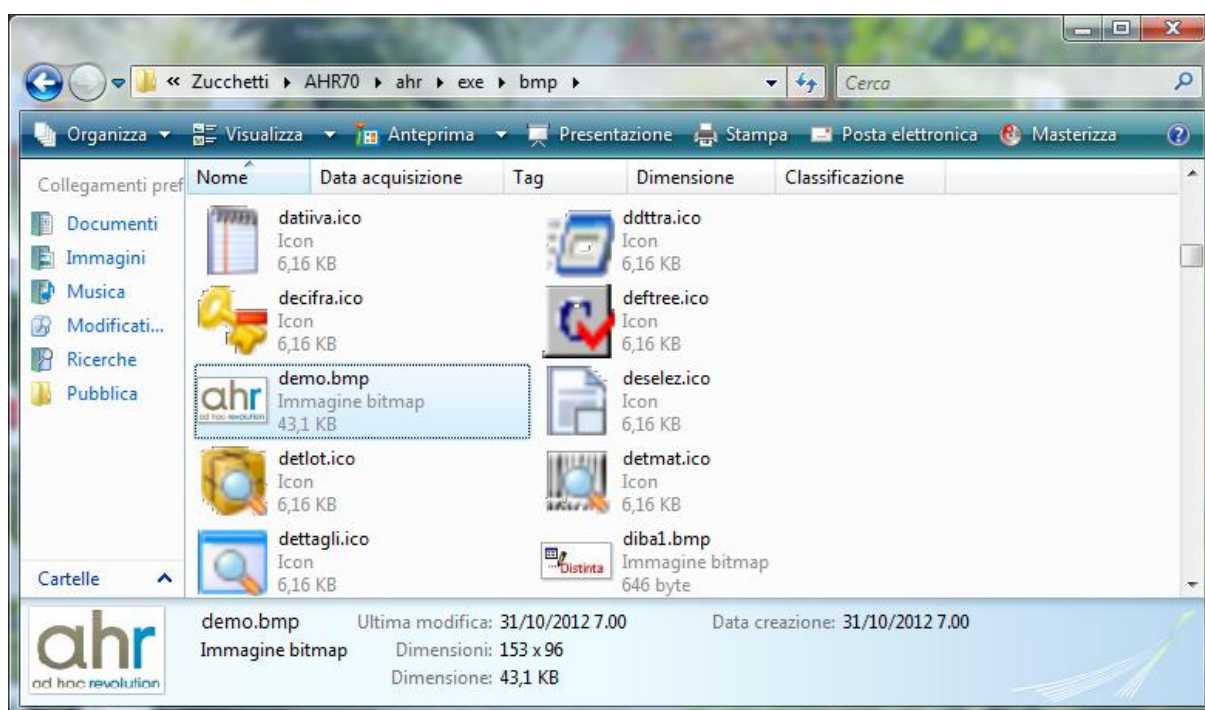 « Zucchetti ▸ AHR70 ▸ ahr ▸ exe ▸ bmp ▸ Cerca
Organizza Visualizza Anteprima Presentazione Stampa Posta elettronica Masterizza
Collegamenti pref Nome Data acquisizione Tag Dimensione Classificazione
Documenti
Immagini
Musica
Modificati...
Ricerche
Pubblica
Cartelle
datiiva.ico
Icon
6,16 KB
ddttra.ico
Icon
6,16 KB
decifra.ico
Icon
6,16 KB
deftree.ico
Icon
6,16 KB
ahr
ad hoc revolution
demo.bmp
Immagine bitmap
43,1 KB
deselez.ico
Icon
6,16 KB
detlot.ico
Icon
6,16 KB
detmat.ico
Icon
6,16 KB
dettagli.ico
Icon
6,16 KB
Distinta
diba1.bmp
Immagine bitmap
646 byte
ahr
ad hoc revolution
demo.bmp Ultima modifica: 31/10/2012 7.00 Data creazione: 31/10/2012 7.00
Immagine bitmap Dimensioni: 153 x 96
Dimensione: 43,1 KB